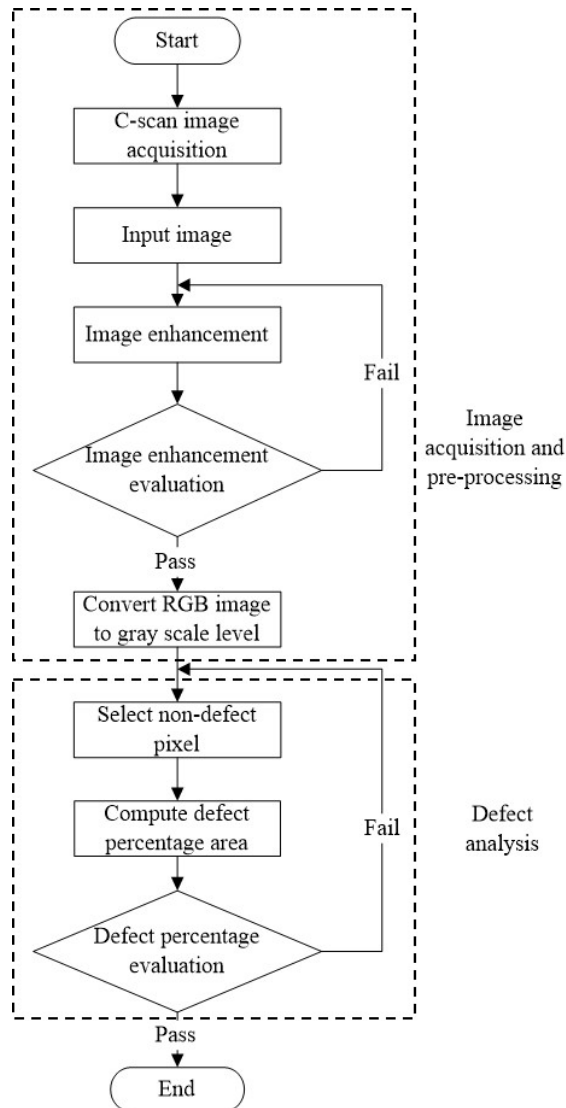 Start
C-scan image
acquisition
Input image
Image enhancement
Fail
Image enhancement
evaluation
Image
acquisition and
pre-processing
Pass
Convert RGB image
to gray scale level
Select non-defect
pixel
Compute defect
percentage area
Fail
Defect
analysis
Defect percentage
evaluation
Pass
End